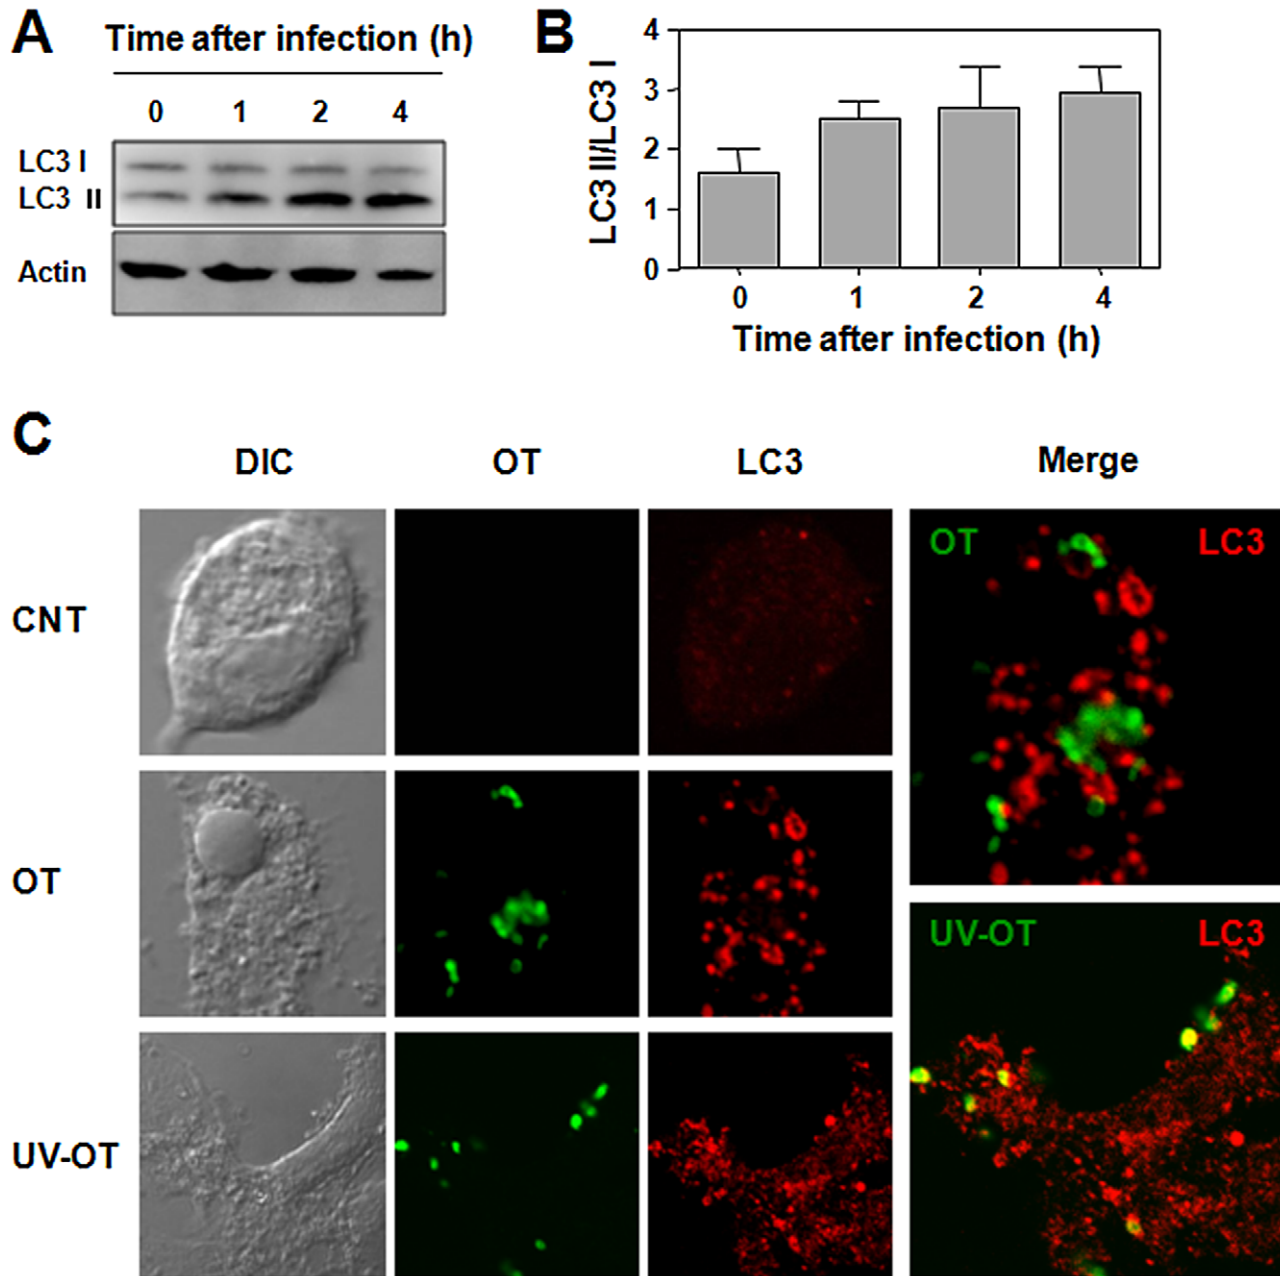 A
Time after infection (h)
0 1 2 4
LC3 I
LC3 II
Actin
B
LC3 II/LC3 I
4
3
2
1
0
0 1 2 4
Time after infection (h)
C
DIC OT LC3 Merge
CNT
OT LC3
OT
UV-OT LC3
UV-OT